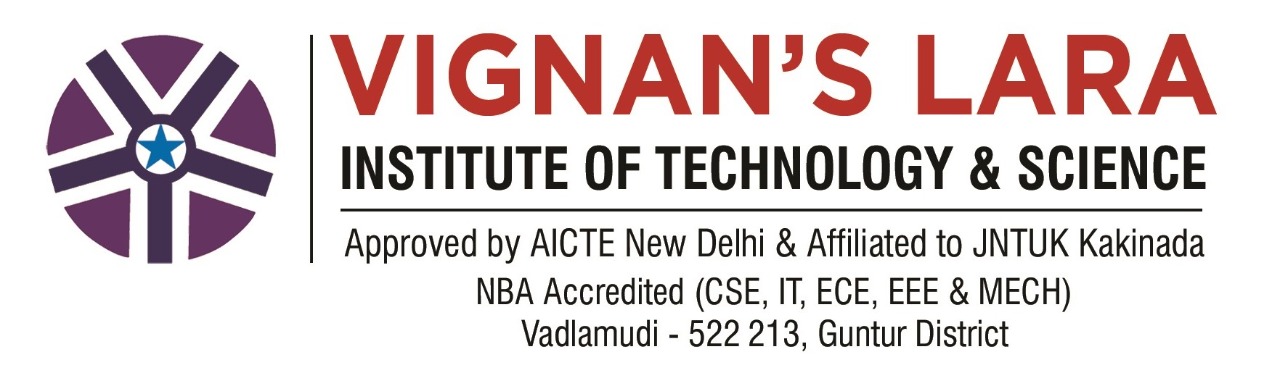 VIGNAN'S LARA
INSTITUTE OF TECHNOLOGY & SCIENCE
Approved by AICTE New Delhi & Affiliated to JNTUK Kakinada
NBA Accredited (CSE, IT, ECE, EEE & MECH)
Vadlamudi - 522 213, Guntur District